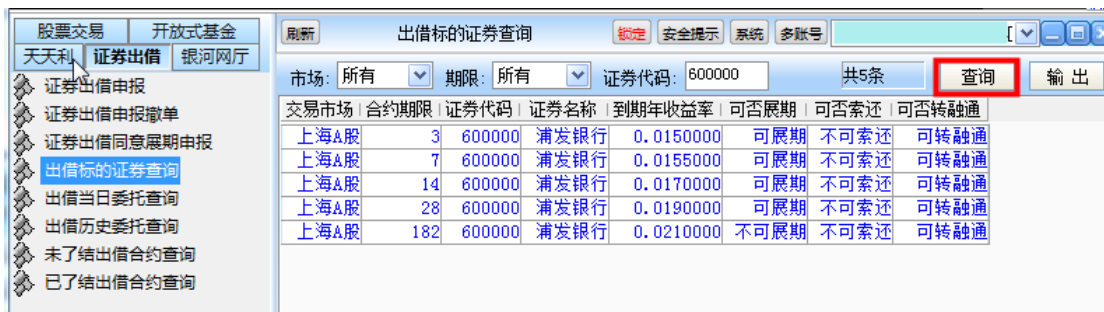 股票交易 开放式基金
天天利 证券出借 银河网厅
证券出借申报
证券出借申报撤单
证券出借同意展期申报
出借标的证券查询
出借当日委托查询
出借历史委托查询
未了结出借合约查询
已了结出借合约查询
刷新 出借标的证券查询 锁定 安全提示 系统 多账号 [
市场: 所有 期限: 所有 证券代码: 600000 共5条 查询 输出
交易市场 合约期限 证券代码 证券名称 到期年收益率 可否展期 可否索还 可否转融通
上海A股 3 600000 浦发银行 0.0150000 可展期 不可索还 可转融通
上海A股 7 600000 浦发银行 0.0155000 可展期 不可索还 可转融通
上海A股 14 600000 浦发银行 0.0170000 可展期 不可索还 可转融通
上海A股 28 600000 浦发银行 0.0190000 可展期 不可索还 可转融通
上海A股 182 600000 浦发银行 0.0210000 不可展期 不可索还 可转融通